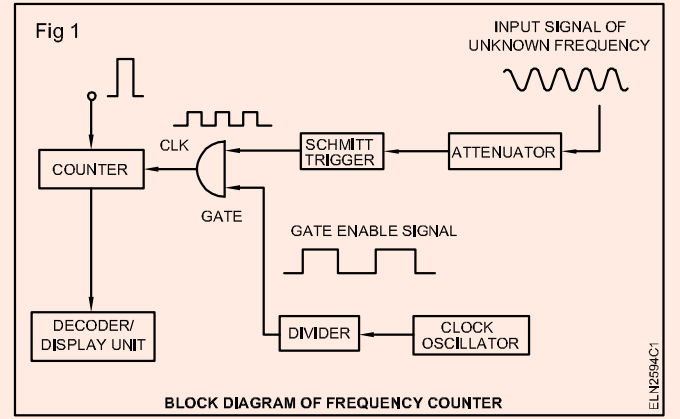 Fig 1
INPUT SIGNAL OF
UNKNOWN FREQUENCY
CLK
SCHMITT
TRIGGER
ATTENUATOR
COUNTER
GATE
GATE ENABLE SIGNAL
DECODER/
DISPLAY UNIT
DIVIDER
CLOCK
OSCILLATOR
BLOCK DIAGRAM OF FREQUENCY COUNTER
ELN2594C1